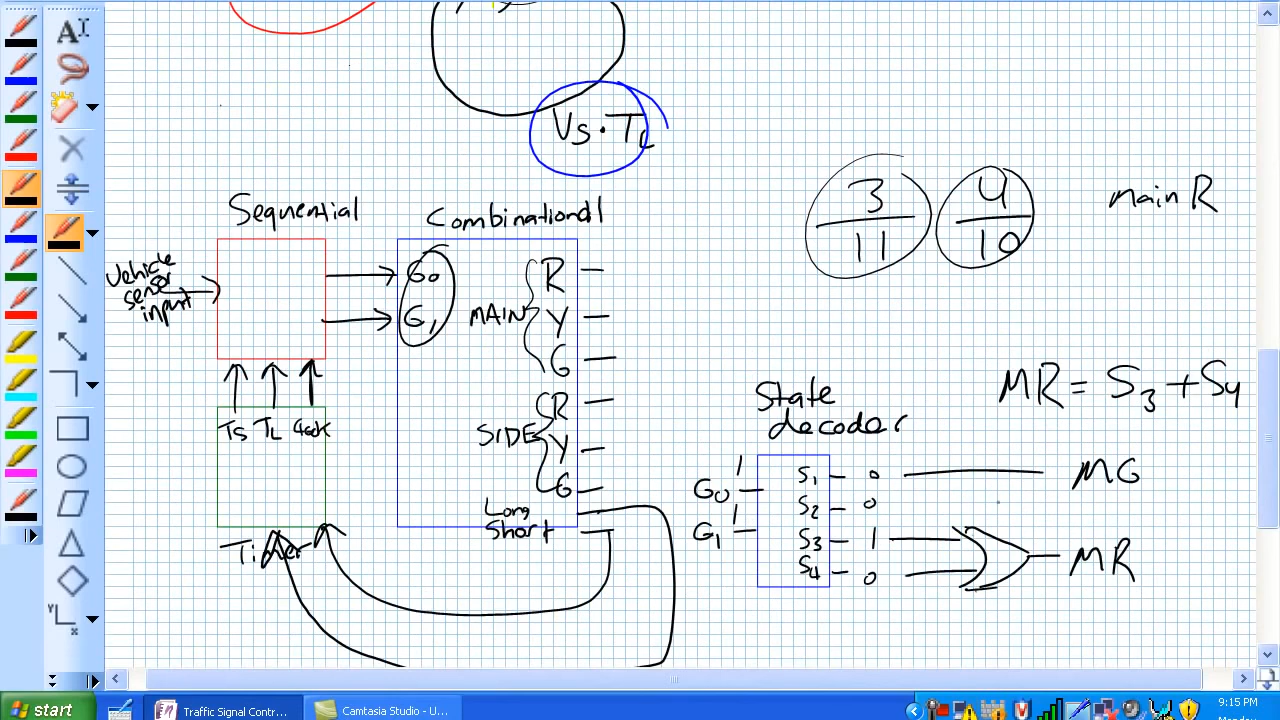 Vs·TL
3
11
4
10
main R
Sequential
Combinational
Vehicle
sensor
input
G0
G1
MAIN
R
Y
G
SIDE
R
Y
G
Long
Short
TS TL Clock
Timer
MR = S3 + S4
State
decoder
1
G0
1
G1
S1 0
S2 0
S3 1
S4 0
MG
MR
start
Traffic Signal Contr...
Camtasia Studio - U...
9:15 PM
Monday